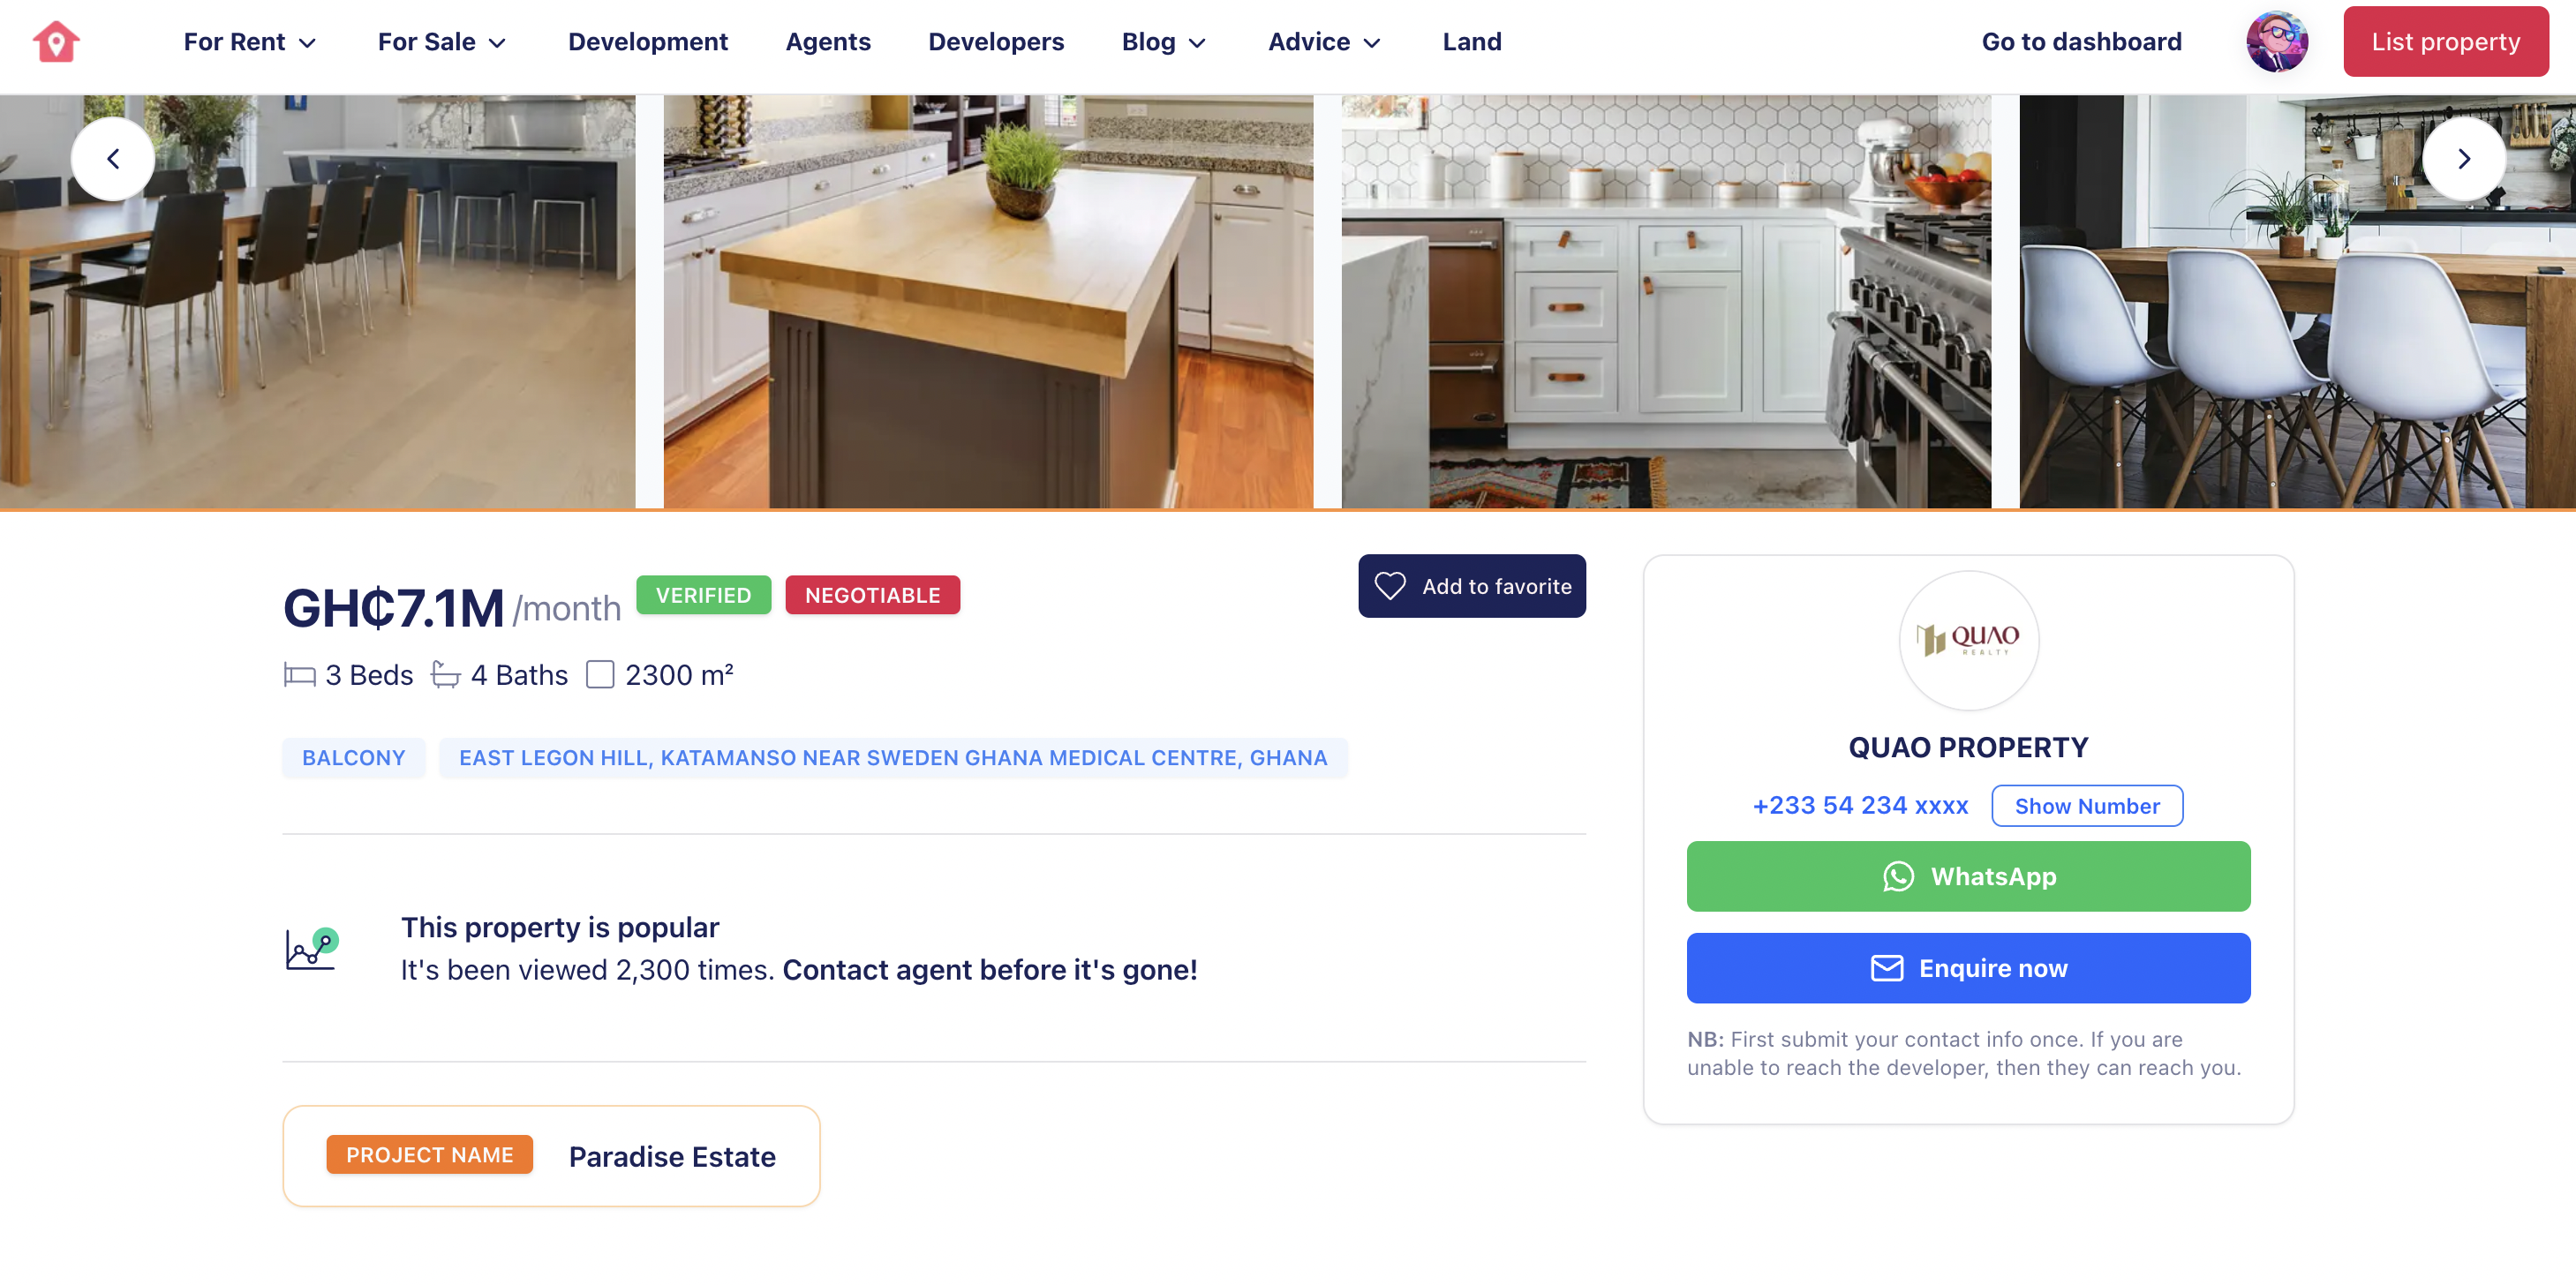 For Rent
For Sale
Development
Agents
Developers
Blog
Advice
Land
Go to dashboard
List property
GH₵7.1M /month
VERIFIED
NEGOTIABLE
Add to favorite
3 Beds
4 Baths
2300 m²
BALCONY
EAST LEGON HILL, KATAMANSO NEAR SWEDEN GHANA MEDICAL CENTRE, GHANA
This property is popular
It's been viewed 2,300 times. Contact agent before it's gone!
PROJECT NAME
Paradise Estate
QUAO
REALTY
QUAO PROPERTY
+233 54 234 xxxx
Show Number
WhatsApp
Enquire now
NB: First submit your contact info once. If you are
unable to reach the developer, then they can reach you.